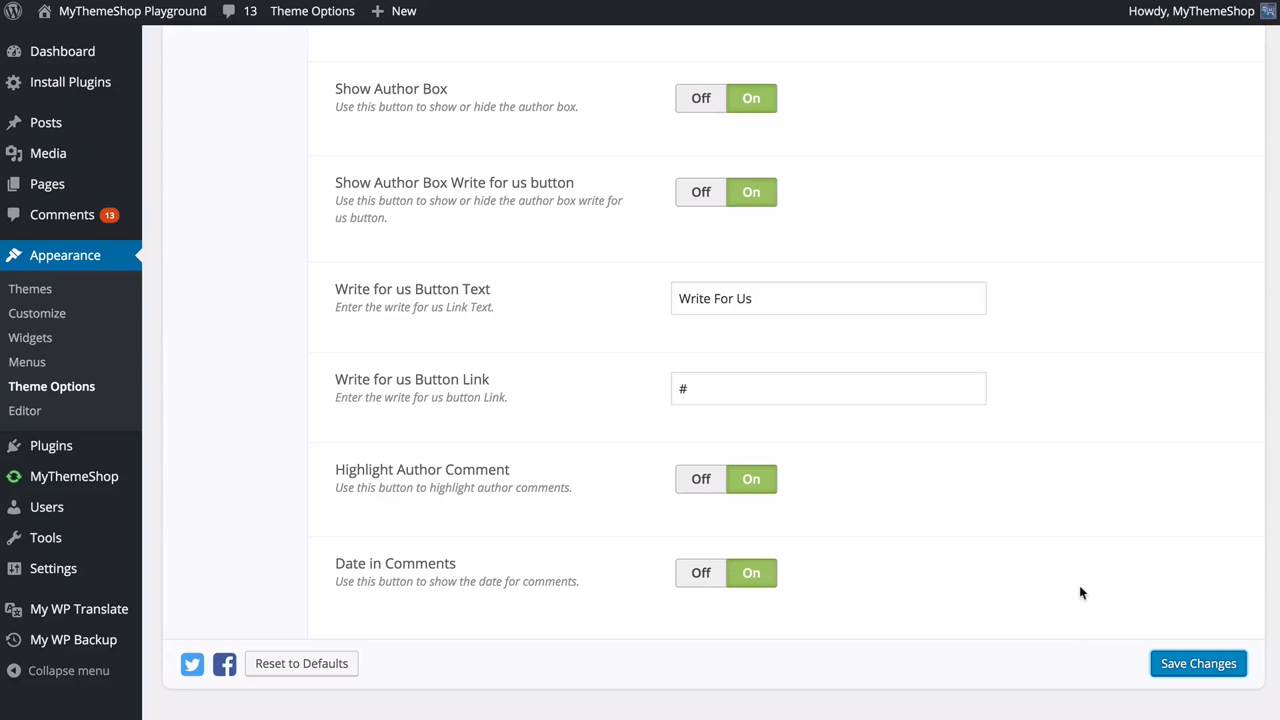 MyThemeShop Playground 13 Theme Options New Howdy, MyThemeShop
Dashboard
Install Plugins
Posts
Media
Pages
Comments 13
Appearance
Themes
Customize
Widgets
Menus
Theme Options
Editor
Plugins
MyThemeShop
Users
Tools
Settings
My WP Translate
My WP Backup
Collapse menu
Show Author Box
Use this button to show or hide the author box.
Off On
Show Author Box Write for us button
Use this button to show or hide the author box write for
us button.
Off On
Write for us Button Text
Enter the write for us Link Text.
Write For Us
Write for us Button Link
Enter the write for us button Link.
#
Highlight Author Comment
Use this button to highlight author comments.
Off On
Date in Comments
Use this button to show the date for comments.
Off On
Reset to Defaults
Save Changes